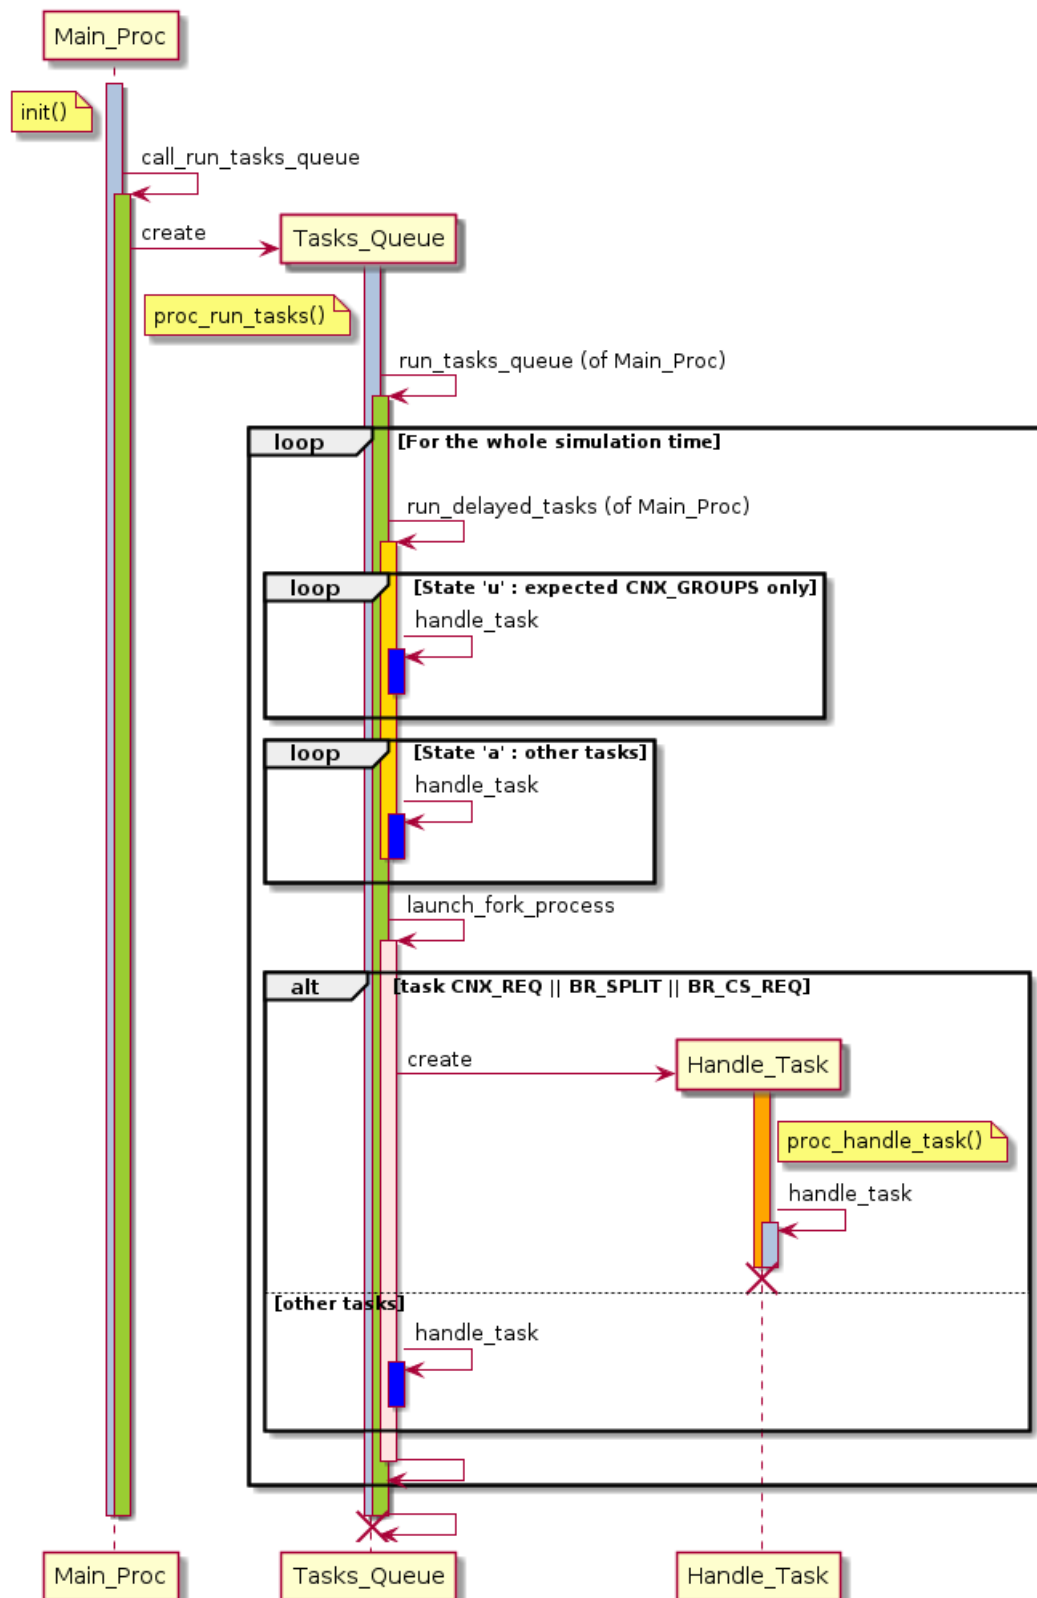 Main_Proc
init()
call_run_tasks_queue
create
Tasks_Queue
proc_run_tasks()
run_tasks_queue (of Main_Proc)
loop
[For the whole simulation time]
run_delayed_tasks (of Main_Proc)
loop
[State 'u' : expected CNX_GROUPS only]
handle_task
loop
[State 'a' : other tasks]
handle_task
launch_fork_process
alt
[task CNX_REQ || BR_SPLIT || BR_CS_REQ]
create
Handle_Task
proc_handle_task()
handle_task
[other tasks]
handle_task
Main_Proc
Tasks_Queue
Handle_Task